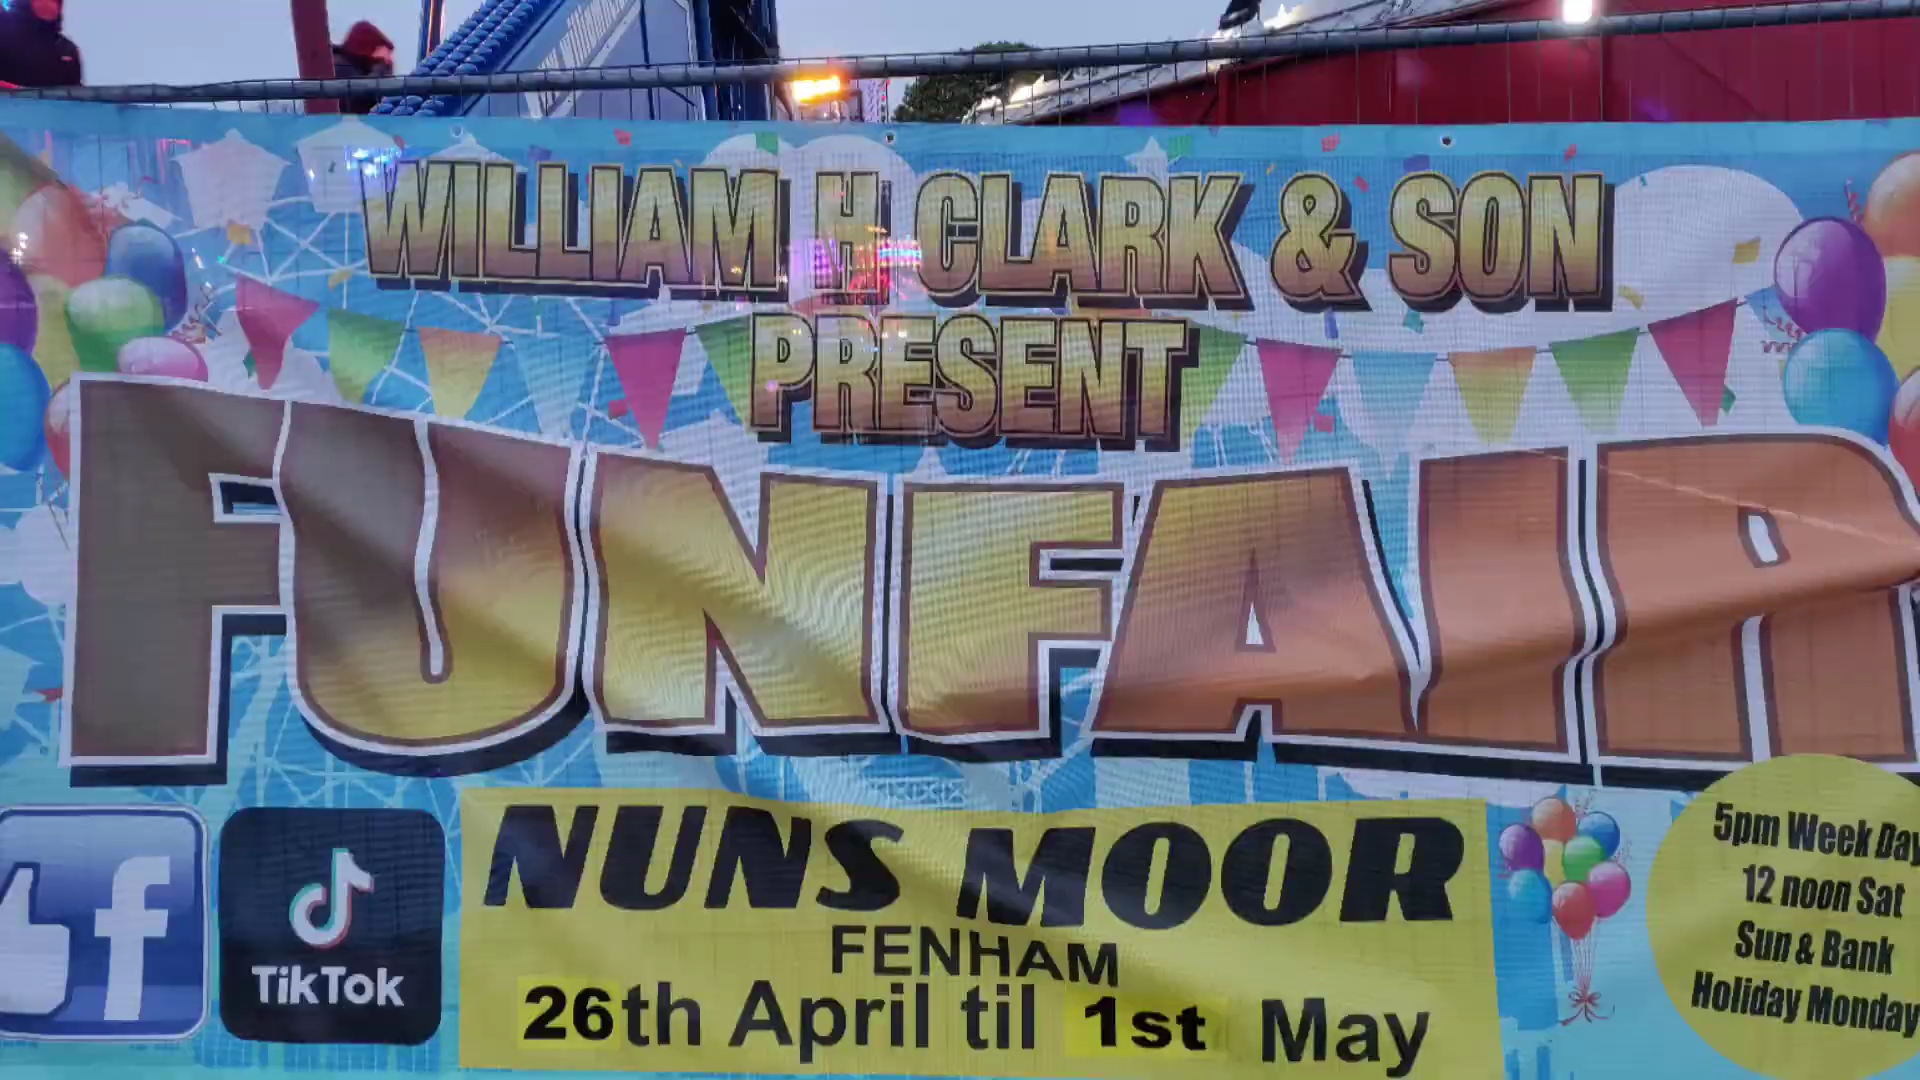 WILLIAM H CLARK & SON
PRESENT
FUNFAIR
f
TikTok
NUNS MOOR
FENHAM
26th April til 1st May
5pm Week Day
12 noon Sat
Sun & Bank
Holiday Monday